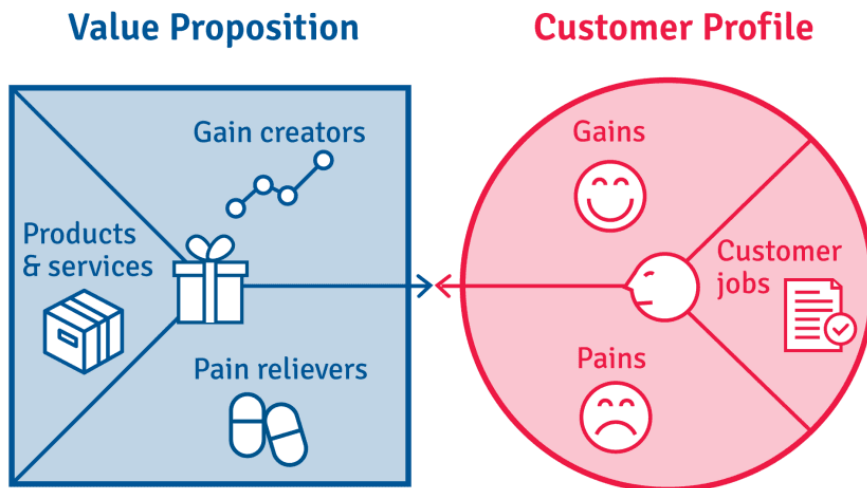 Value Proposition
Customer Profile
Gain creators
Products
& services
Pain relievers
Gains
Customer
jobs
Pains